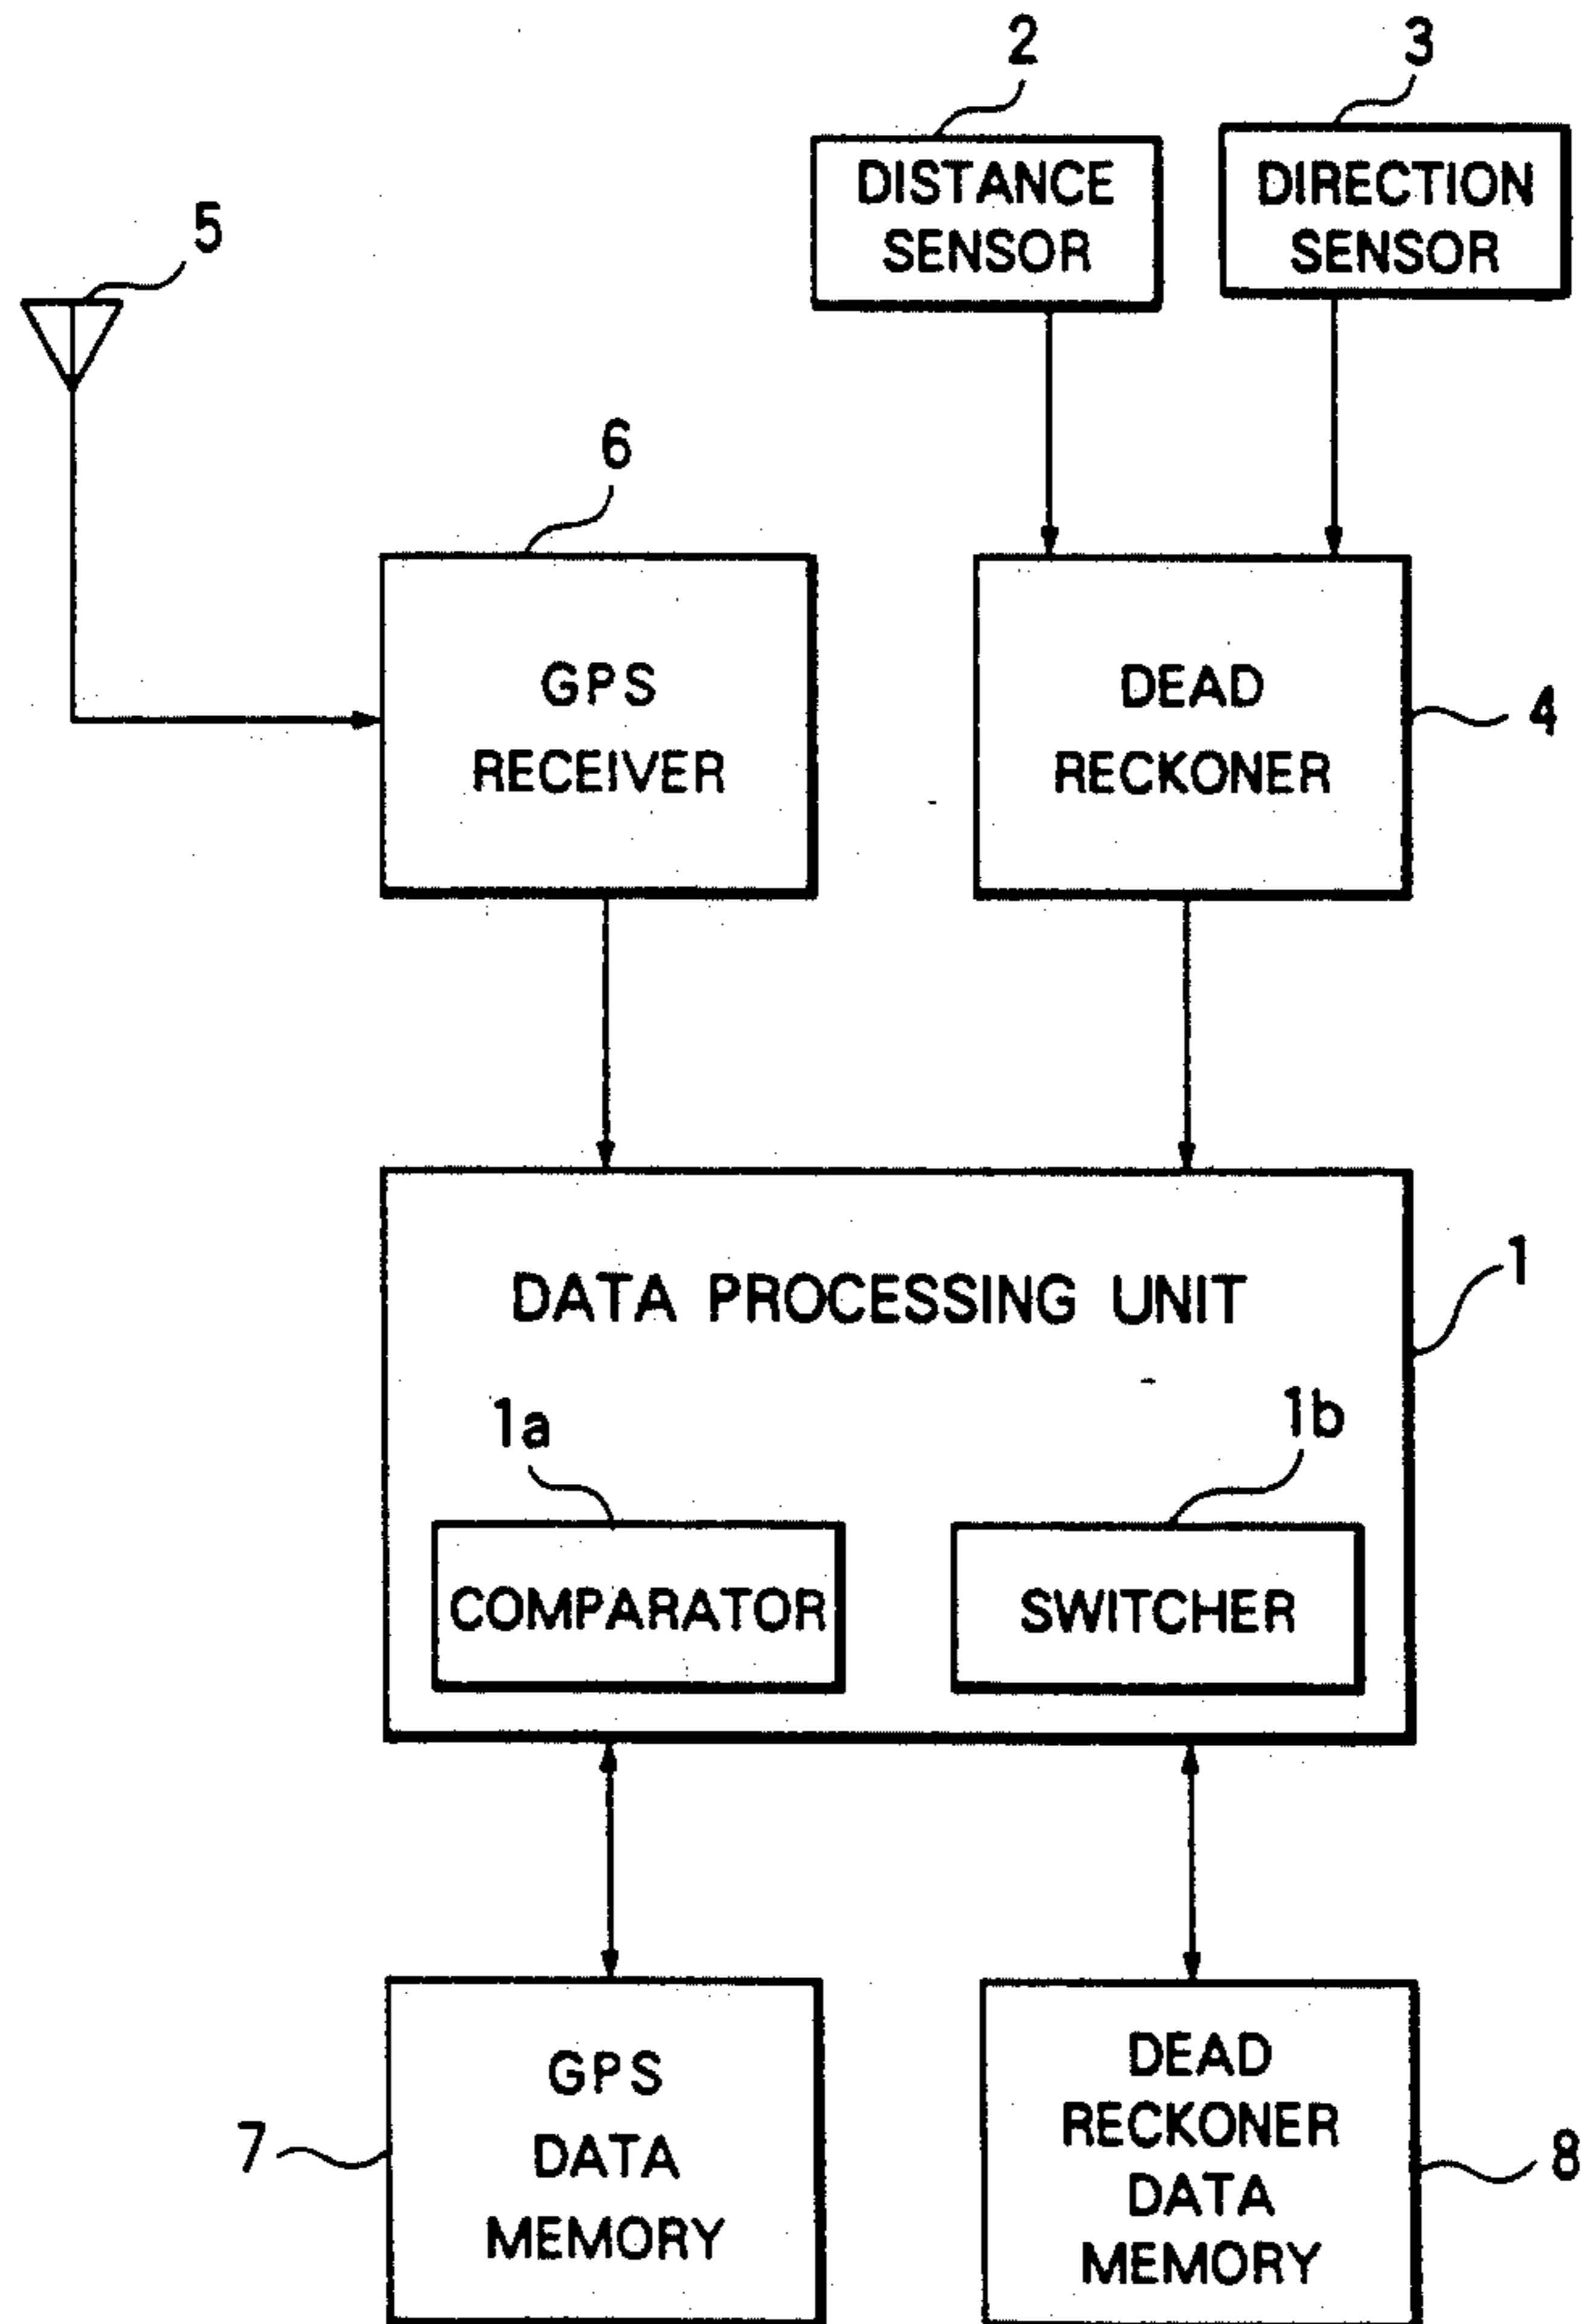 2
3
DISTANCE
SENSOR
DIRECTION
SENSOR
5
6
GPS
RECEIVER
DEAD
RECKONER
4
DATA PROCESSING UNIT
1
1a
1b
COMPARATOR
SWITCHER
GPS
DATA
MEMORY
7
DEAD
RECKONER
DATA
MEMORY
8